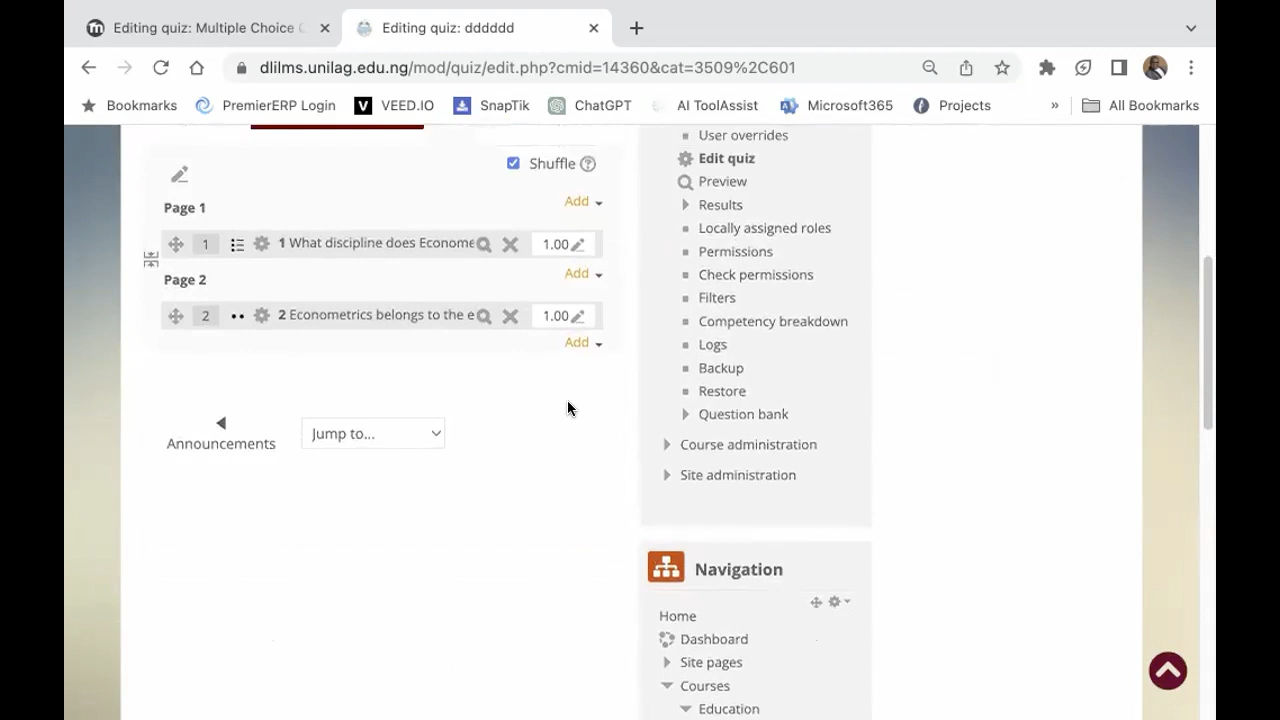 Editing quiz: Multiple Choice
Editing quiz: dddddd
dlilms.unilag.edu.ng/mod/quiz/edit.php?cmid=14360&cat=3509%2C601
Bookmarks PremierERP Login VEED.IO SnapTik ChatGPT AI ToolAssist Microsoft365 Projects » All Bookmarks
Shuffle
Page 1
Add
1 1 What discipline does Econome 1.00
Page 2
Add
2 2 Econometrics belongs to the e 1.00
Add
Announcements
Jump to...
User overrides
Edit quiz
Preview
Results
Locally assigned roles
Permissions
Check permissions
Filters
Competency breakdown
Logs
Backup
Restore
Question bank
Course administration
Site administration
Navigation
Home
Dashboard
Site pages
Courses
Education